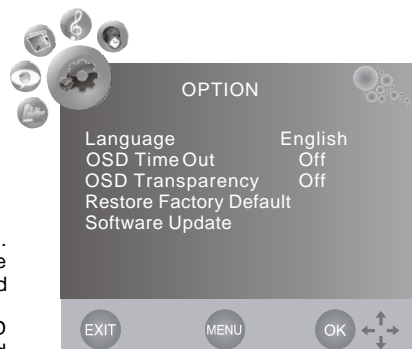 OPTION
Language English
OSD Time Out Off
OSD Transparency Off
Restore Factory Default
Software Update
.
e
d
D
EXIT MENU OK